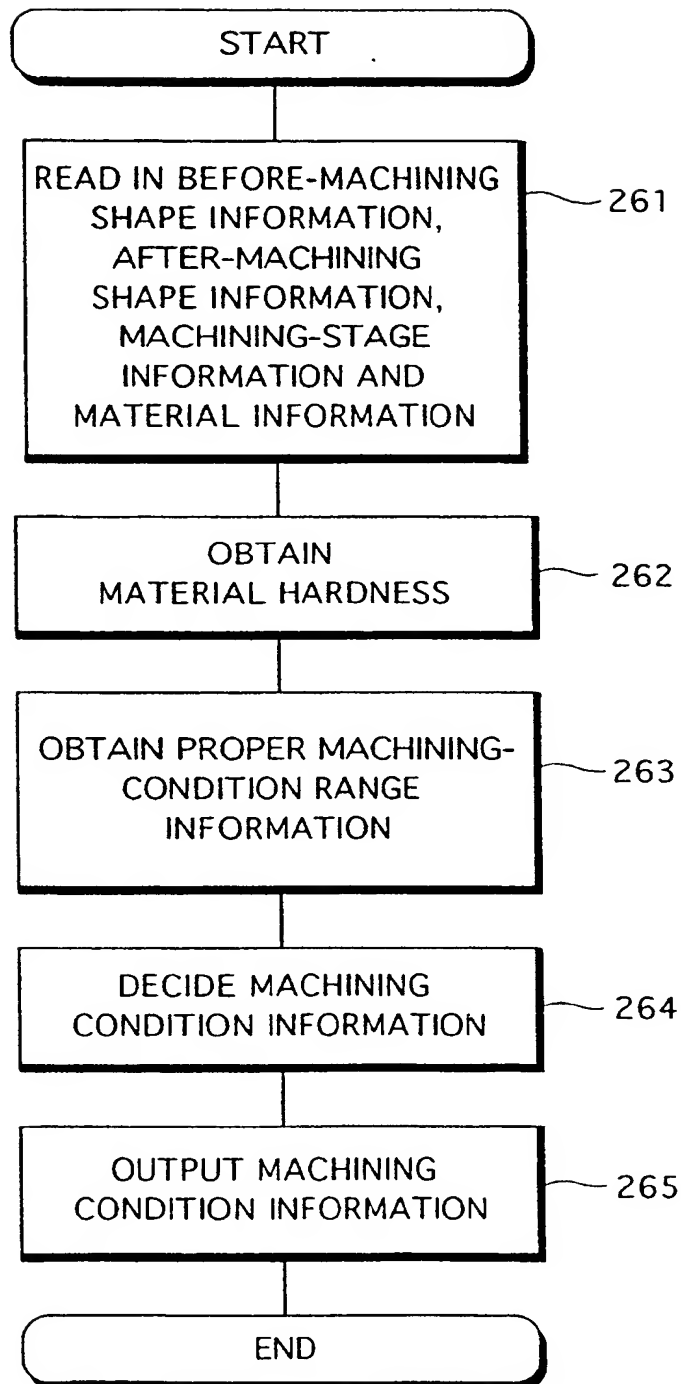 START
READ IN BEFORE-MACHINING
SHAPE INFORMATION,
AFTER-MACHINING
SHAPE INFORMATION,
MACHINING-STAGE
INFORMATION AND
MATERIAL INFORMATION
261
OBTAIN
MATERIAL HARDNESS
262
OBTAIN PROPER MACHINING-
CONDITION RANGE
INFORMATION
263
DECIDE MACHINING
CONDITION INFORMATION
264
OUTPUT MACHINING
CONDITION INFORMATION
265
END